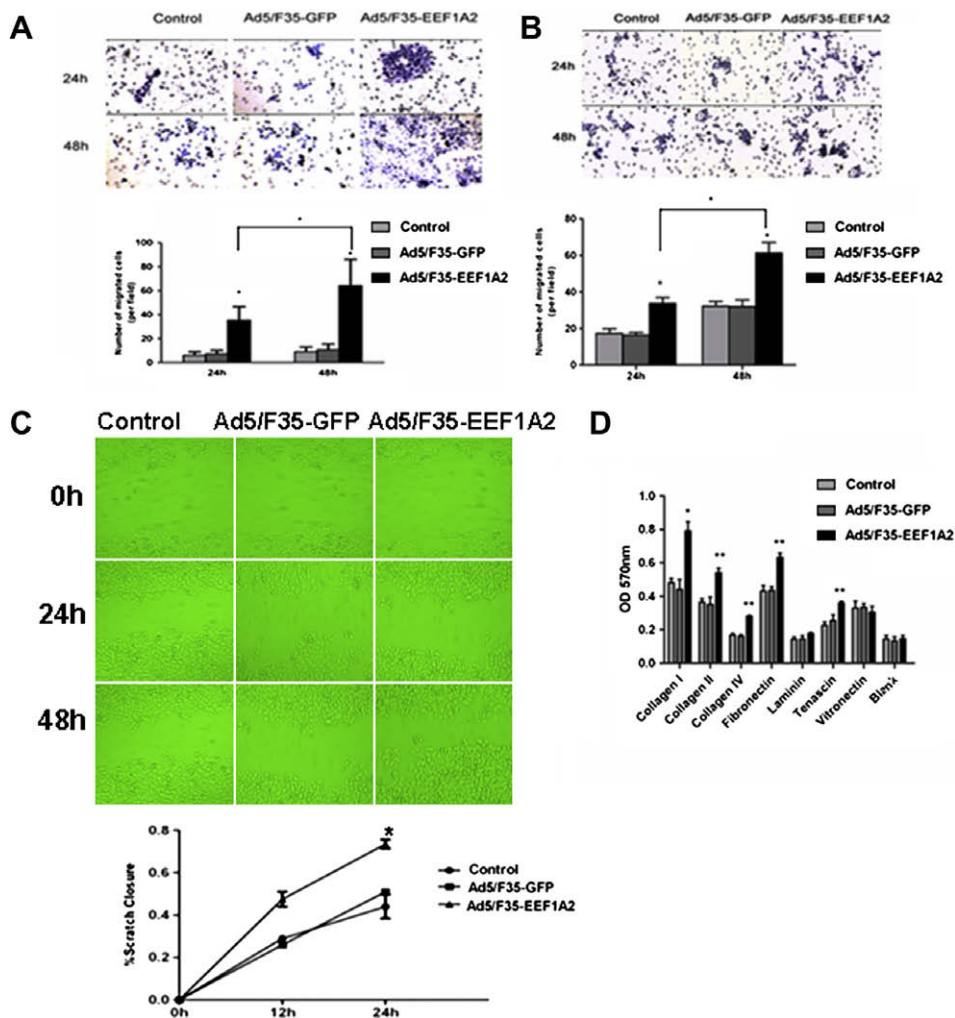 A
Control Ad5/F35-GFP Ad5/F35-EEF1A2
24h
48h
Number of migrated cells
(per field)
100
80
60
40
20
0
24h 48h
* * *
Control
Ad5/F35-GFP
Ad5/F35-EEF1A2
B
Control Ad5/F35-GFP Ad5/F35-EEF1A2
24h
48h
Number of migrated cells
(per field)
80
60
40
20
0
24h 48h
* * *
Control
Ad5/F35-GFP
Ad5/F35-EEF1A2
C
Control Ad5/F35-GFP Ad5/F35-EEF1A2
0h
24h
48h
%Scratch Closure
0.8
0.6
0.4
0.2
0.0
0h 12h 24h
*
Control
Ad5/F35-GFP
Ad5/F35-EEF1A2
D
Control
Ad5/F35-GFP
Ad5/F35-EEF1A2
OD 570nm
1.0
0.8
0.6
0.4
0.2
0.0
* ** ** ** **
Collagen I
Collagen II
Collagen IV
Fibronectin
Laminin
Tenascin
Vitronectin
Blank